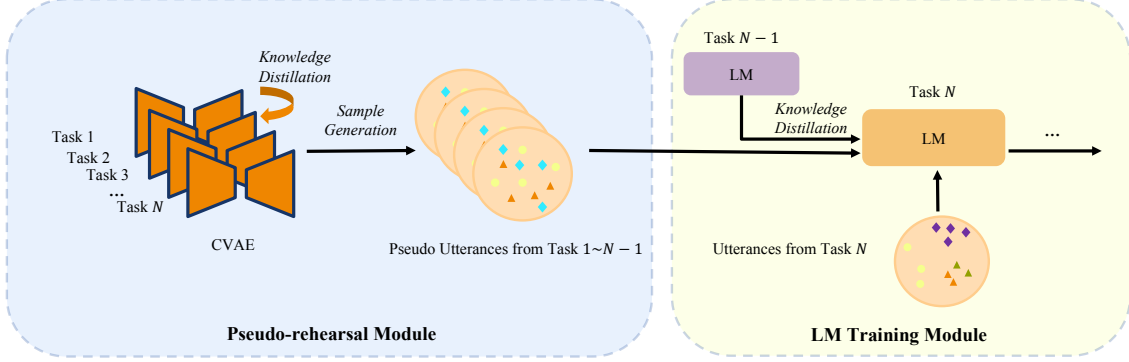 Knowledge
Distillation
Task 1
Task 2
Task 3
...
Task N
CVAE
Sample
Generation
Pseudo Utterances from Task 1~N − 1
Pseudo-rehearsal Module
Task N − 1
LM
Knowledge
Distillation
Task N
LM
...
Utterances from Task N
LM Training Module